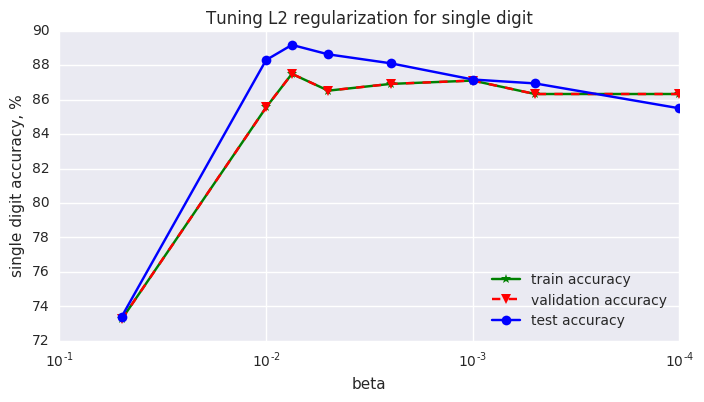 Tuning L2 regularization for single digit
90
88
86
84
82
80
78
76
74
72
single digit accuracy, %
train accuracy
validation accuracy
test accuracy
10⁻¹ 10⁻² 10⁻³ 10⁻⁴
beta